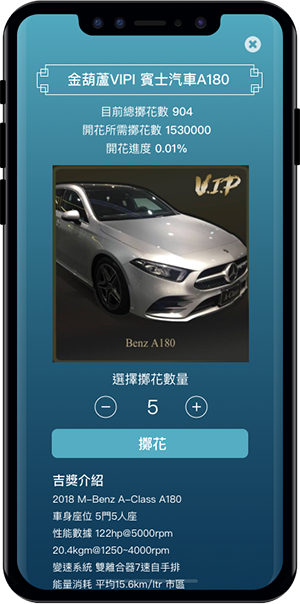 金葫蘆VIPI 賓士汽車A180
目前總擲花數 904
開花所需擲花數 1530000
開花進度 0.01%
V.I.P
Benz A180
選擇擲花數量
5
擲花
吉獎介紹
2018 M-Benz A-Class A180
車身座位 5門5人座
性能數據 122hp@5000rpm
20.4kgm@1250~4000rpm
變速系統 雙離合器7速自手排
能量消耗 平均15.6km/ltr 市區